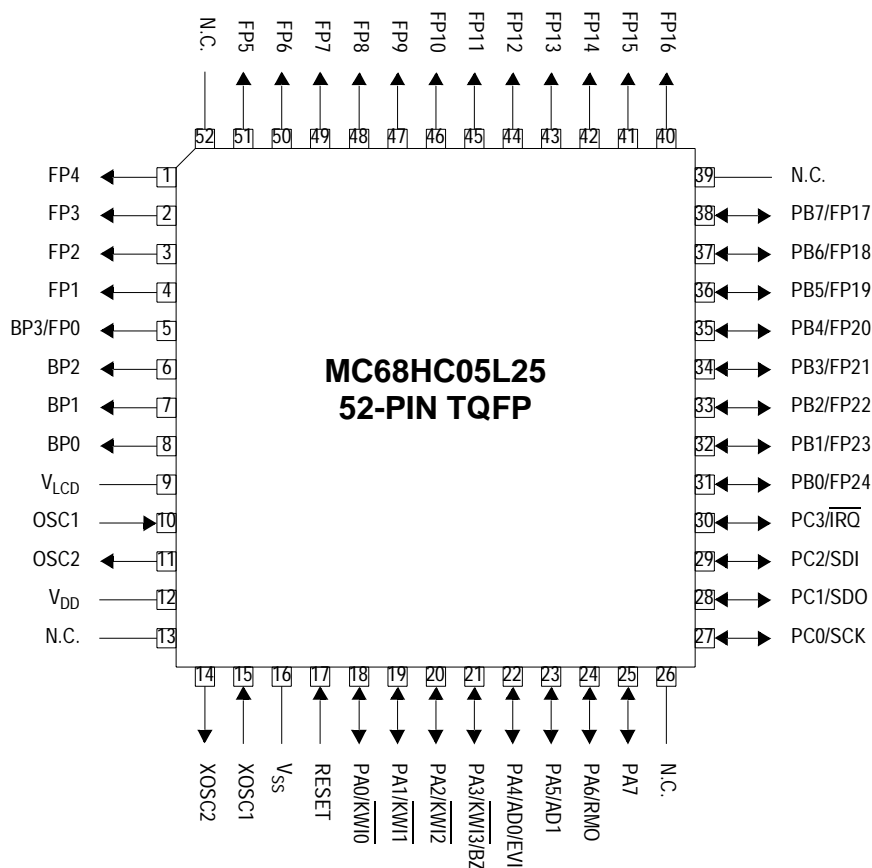 N.C.
FP5
FP6
FP7
FP8
FP9
FP10
FP11
FP12
FP13
FP14
FP15
FP16
52
51
50
49
48
47
46
45
44
43
42
41
40
FP4 1
FP3 2
FP2 3
FP1 4
BP3/FP0 5
BP2 6
BP1 7
BP0 8
VLCD 9
OSC1 10
OSC2 11
VDD 12
N.C. 13
MC68HC05L25
52-PIN TQFP
39 N.C.
38 PB7/FP17
37 PB6/FP18
36 PB5/FP19
35 PB4/FP20
34 PB3/FP21
33 PB2/FP22
32 PB1/FP23
31 PB0/FP24
30 PC3/IRQ
29 PC2/SDI
28 PC1/SDO
27 PC0/SCK
14
15
16
17
18
19
20
21
22
23
24
25
26
XOSC2
XOSC1
VSS
RESET
PA0/KWI0
PA1/KWI1
PA2/KWI2
PA3/KWI3/BZ
PA4/AD0/EVI
PA5/AD1
PA6/RMO
PA7
N.C.